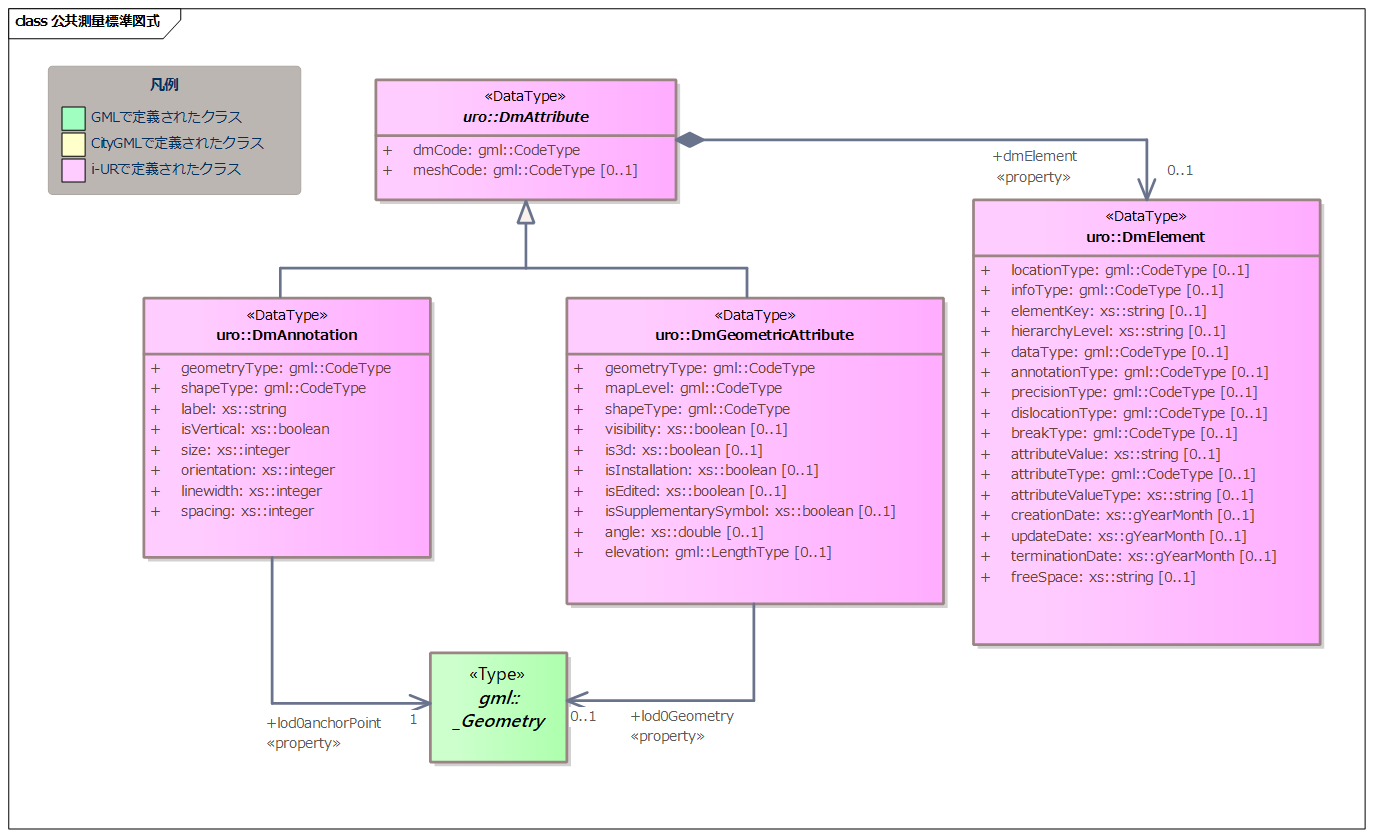 class 公共測量標準図式
凡例
GMLで定義されたクラス
CityGMLで定義されたクラス
i-URで定義されたクラス
«DataType»
uro::DmAttribute
+ dmCode: gml::CodeType
+ meshCode: gml::CodeType [0..1]
+dmElement
«property»
0..1
«DataType»
uro::DmElement
+ locationType: gml::CodeType [0..1]
+ infoType: gml::CodeType [0..1]
+ elementKey: xs::string [0..1]
+ hierarchyLevel: xs::string [0..1]
+ dataType: gml::CodeType [0..1]
+ annotationType: gml::CodeType [0..1]
+ precisionType: gml::CodeType [0..1]
+ dislocationType: gml::CodeType [0..1]
+ breakType: gml::CodeType [0..1]
+ attributeValue: xs::string [0..1]
+ attributeType: gml::CodeType [0..1]
+ attributeValueType: xs::string [0..1]
+ creationDate: xs::gYearMonth [0..1]
+ updateDate: xs::gYearMonth [0..1]
+ terminationDate: xs::gYearMonth [0..1]
+ freeSpace: xs::string [0..1]
«DataType»
uro::DmAnnotation
+ geometryType: gml::CodeType
+ shapeType: gml::CodeType
+ label: xs::string
+ isVertical: xs::boolean
+ size: xs::integer
+ orientation: xs::integer
+ linewidth: xs::integer
+ spacing: xs::integer
«DataType»
uro::DmGeometricAttribute
+ geometryType: gml::CodeType
+ mapLevel: gml::CodeType
+ shapeType: gml::CodeType
+ visibility: xs::boolean [0..1]
+ is3d: xs::boolean [0..1]
+ isInstallation: xs::boolean [0..1]
+ isEdited: xs::boolean [0..1]
+ isSupplementarySymbol: xs::boolean [0..1]
+ angle: xs::double [0..1]
+ elevation: gml::LengthType [0..1]
+lod0anchorPoint
«property»
1
«Type»
gml::
_Geometry
0..1
+lod0Geometry
«property»